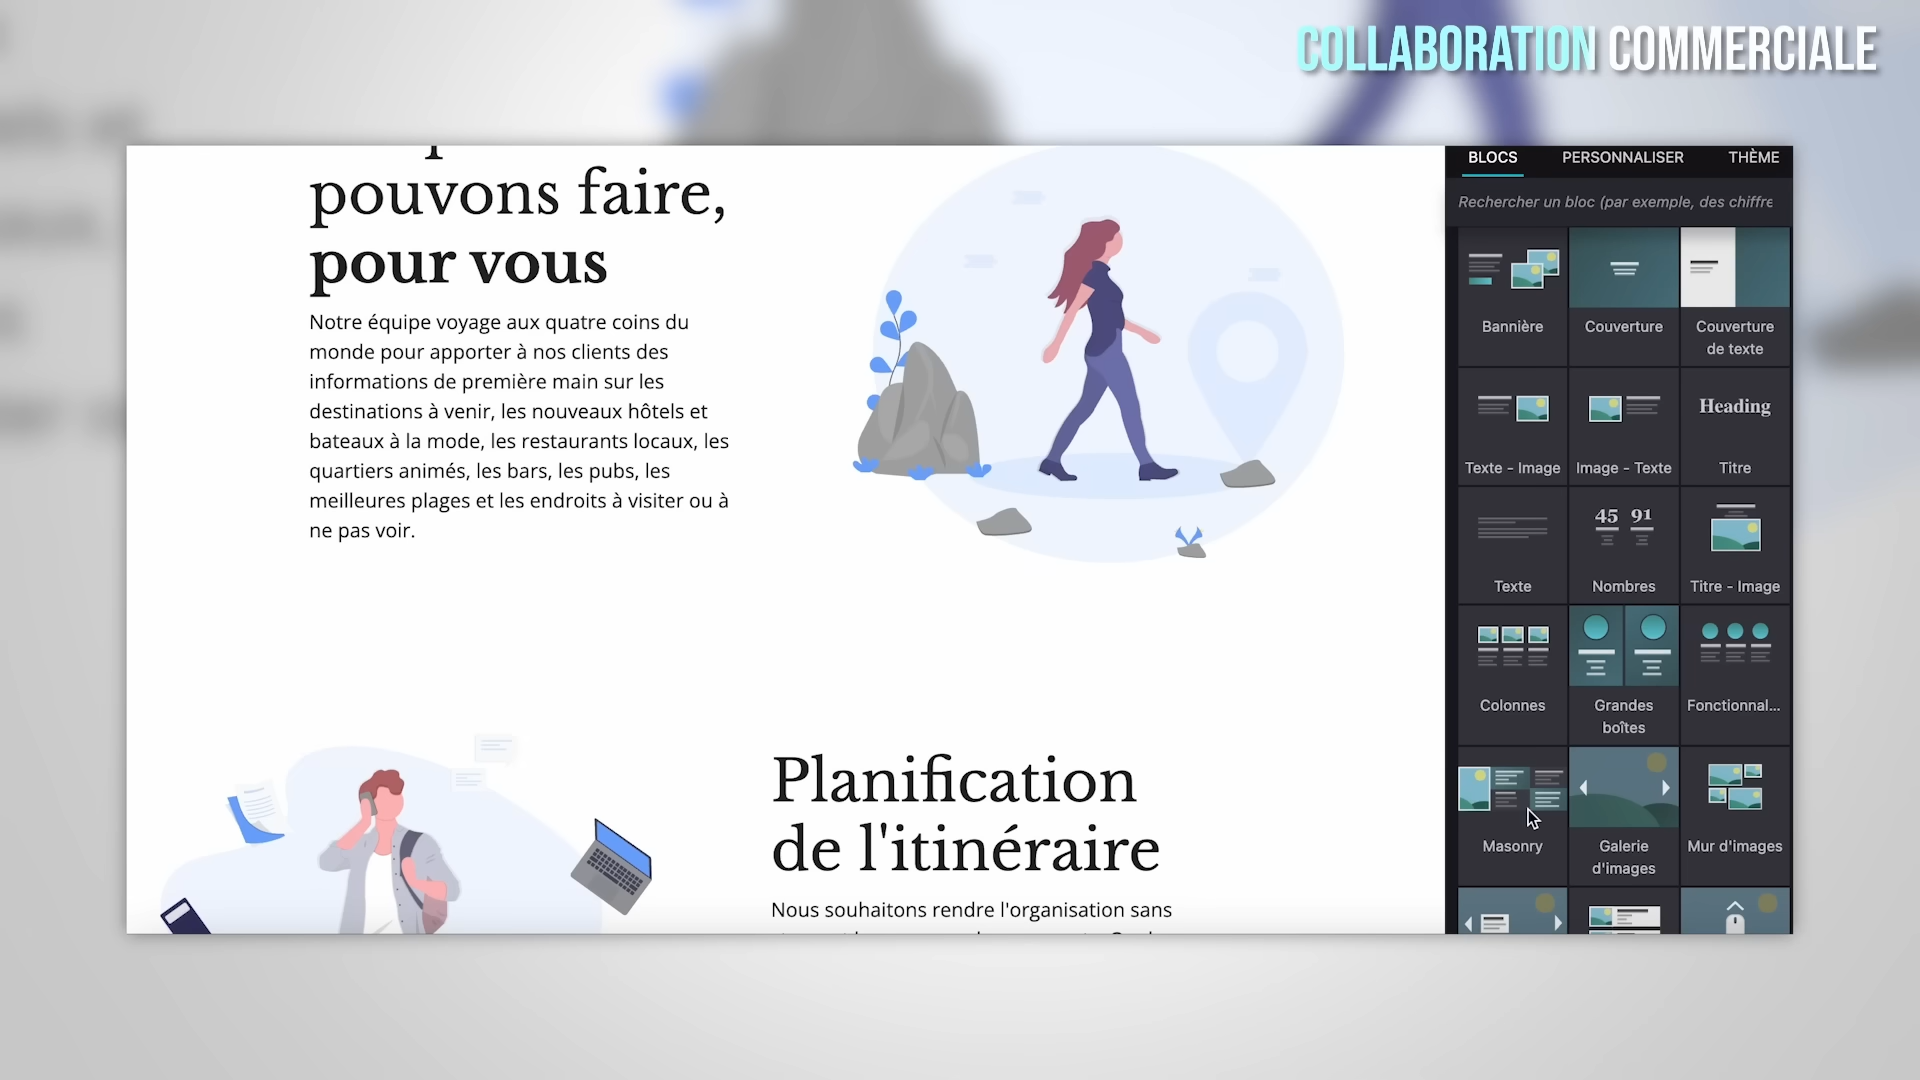 COLLABORATION COMMERCIALE
pouvons faire,
pour vous
Notre équipe voyage aux quatre coins du
monde pour apporter à nos clients des
informations de première main sur les
destinations à venir, les nouveaux hôtels et
bateaux à la mode, les restaurants locaux, les
quartiers animés, les bars, les pubs, les
meilleures plages et les endroits à visiter ou à
ne pas voir.
Planification
de l'itinéraire
Nous souhaitons rendre l'organisation sans
BLOCS PERSONNALISER THÈME
Rechercher un bloc (par exemple, des chiffre
Bannière
Couverture
Couverture
de texte
Texte - Image
Image - Texte
Heading
Titre
Texte
45 91
Nombres
Titre - Image
Colonnes
Grandes
boîtes
Fonctionnal...
Masonry
Galerie
d'images
Mur d'images